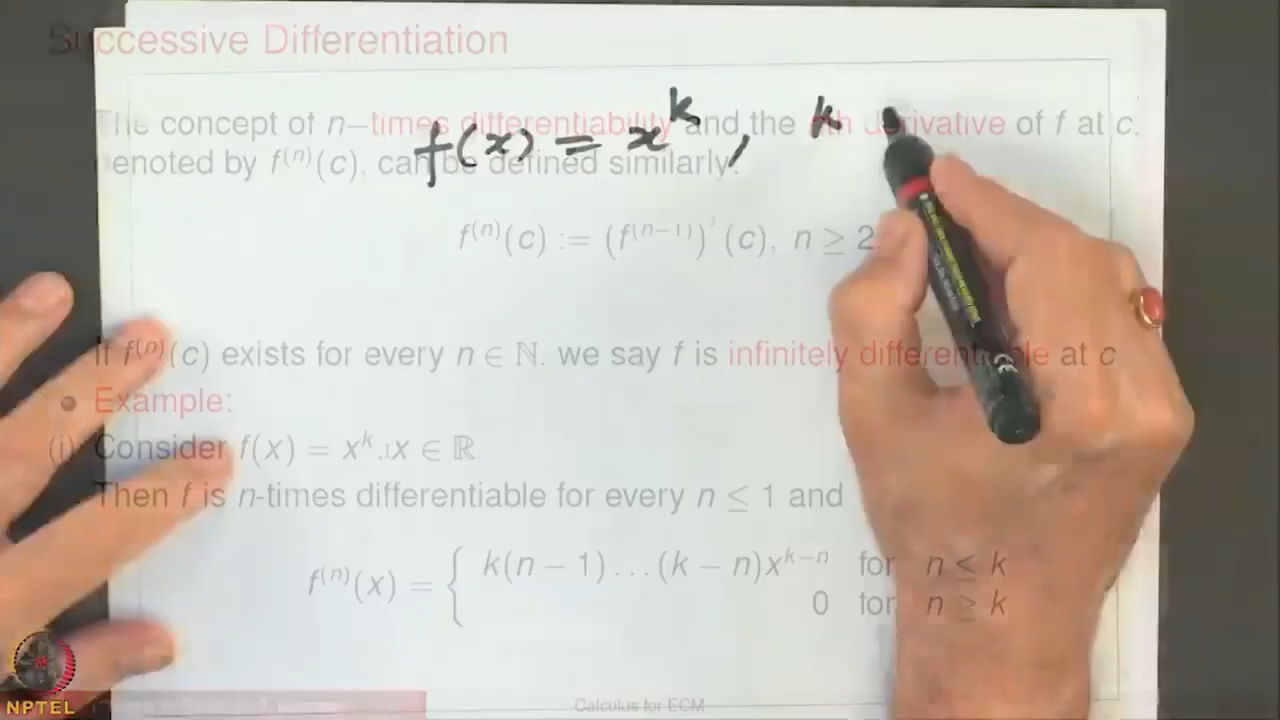 Successive Differentiation
f(x) = x^k, k
The concept of n−times differentiability and the nth derivative of f at c,
denoted by f^(n)(c), can be defined similarly.
f^(n)(c) := (f^(n−1))′(c), n ≥ 2.
If f^(n)(c) exists for every n ∈ ℕ, we say f is infinitely differentiable at c
• Example:
(i) Consider f(x) = x^k, x ∈ ℝ
Then f is n-times differentiable for every n ≤ 1 and
f^(n)(x) = { k(n − 1) … (k − n)x^(k−n) for n ≤ k
0 for n ≥ k
NPTEL
Calculus for ECM